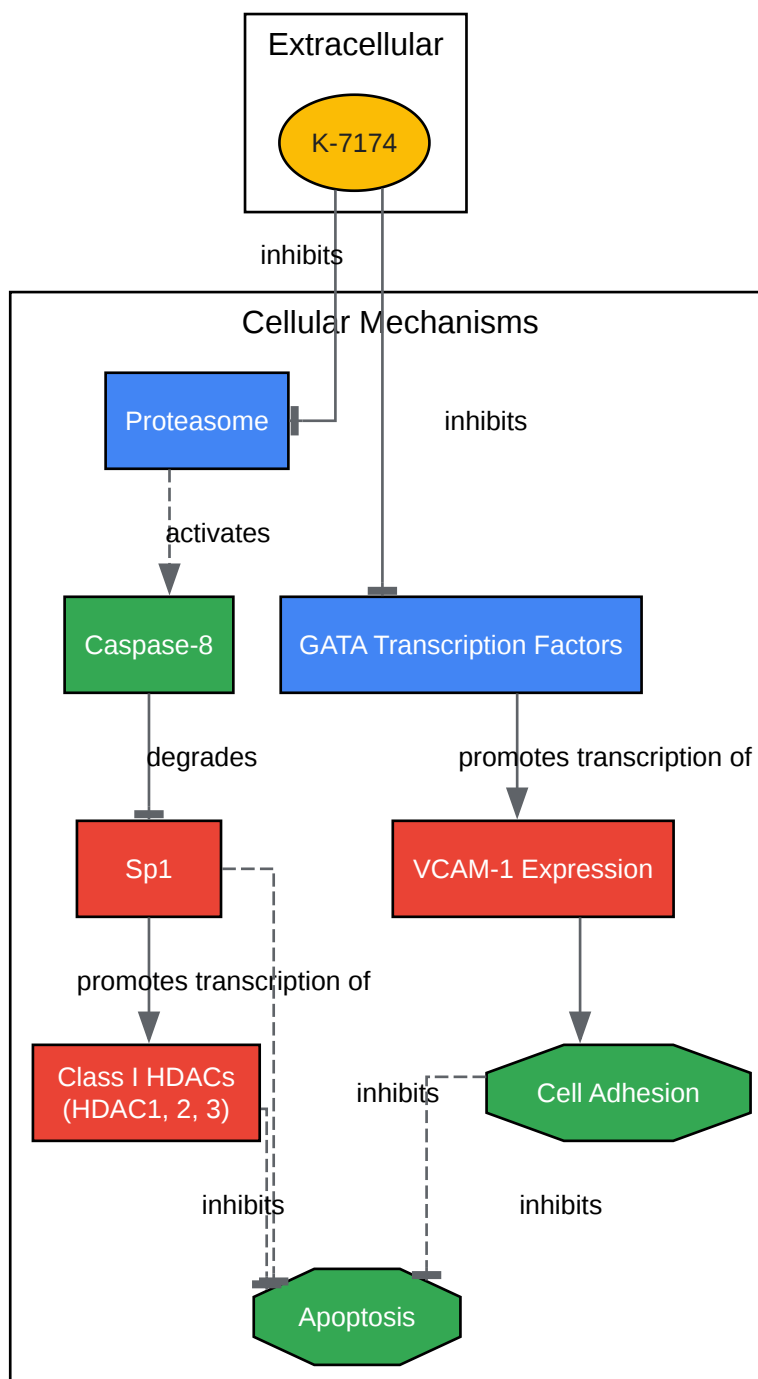 Extracellular
K-7174
inhibits
Cellular Mechanisms
Proteasome
inhibits
activates
Caspase-8
GATA Transcription Factors
degrades
promotes transcription of
Sp1
VCAM-1 Expression
promotes transcription of
Class I HDACs
(HDAC1, 2, 3)
inhibits
Cell Adhesion
inhibits
inhibits
Apoptosis